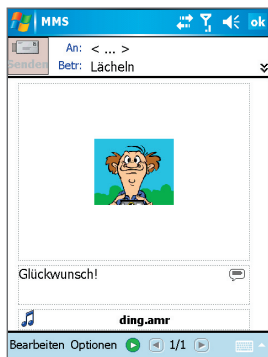 MMS ok
An: < ... >
Senden
Betr: Lächeln
Glückwunsch!
ding.amr
Bearbeiten Optionen 1/1